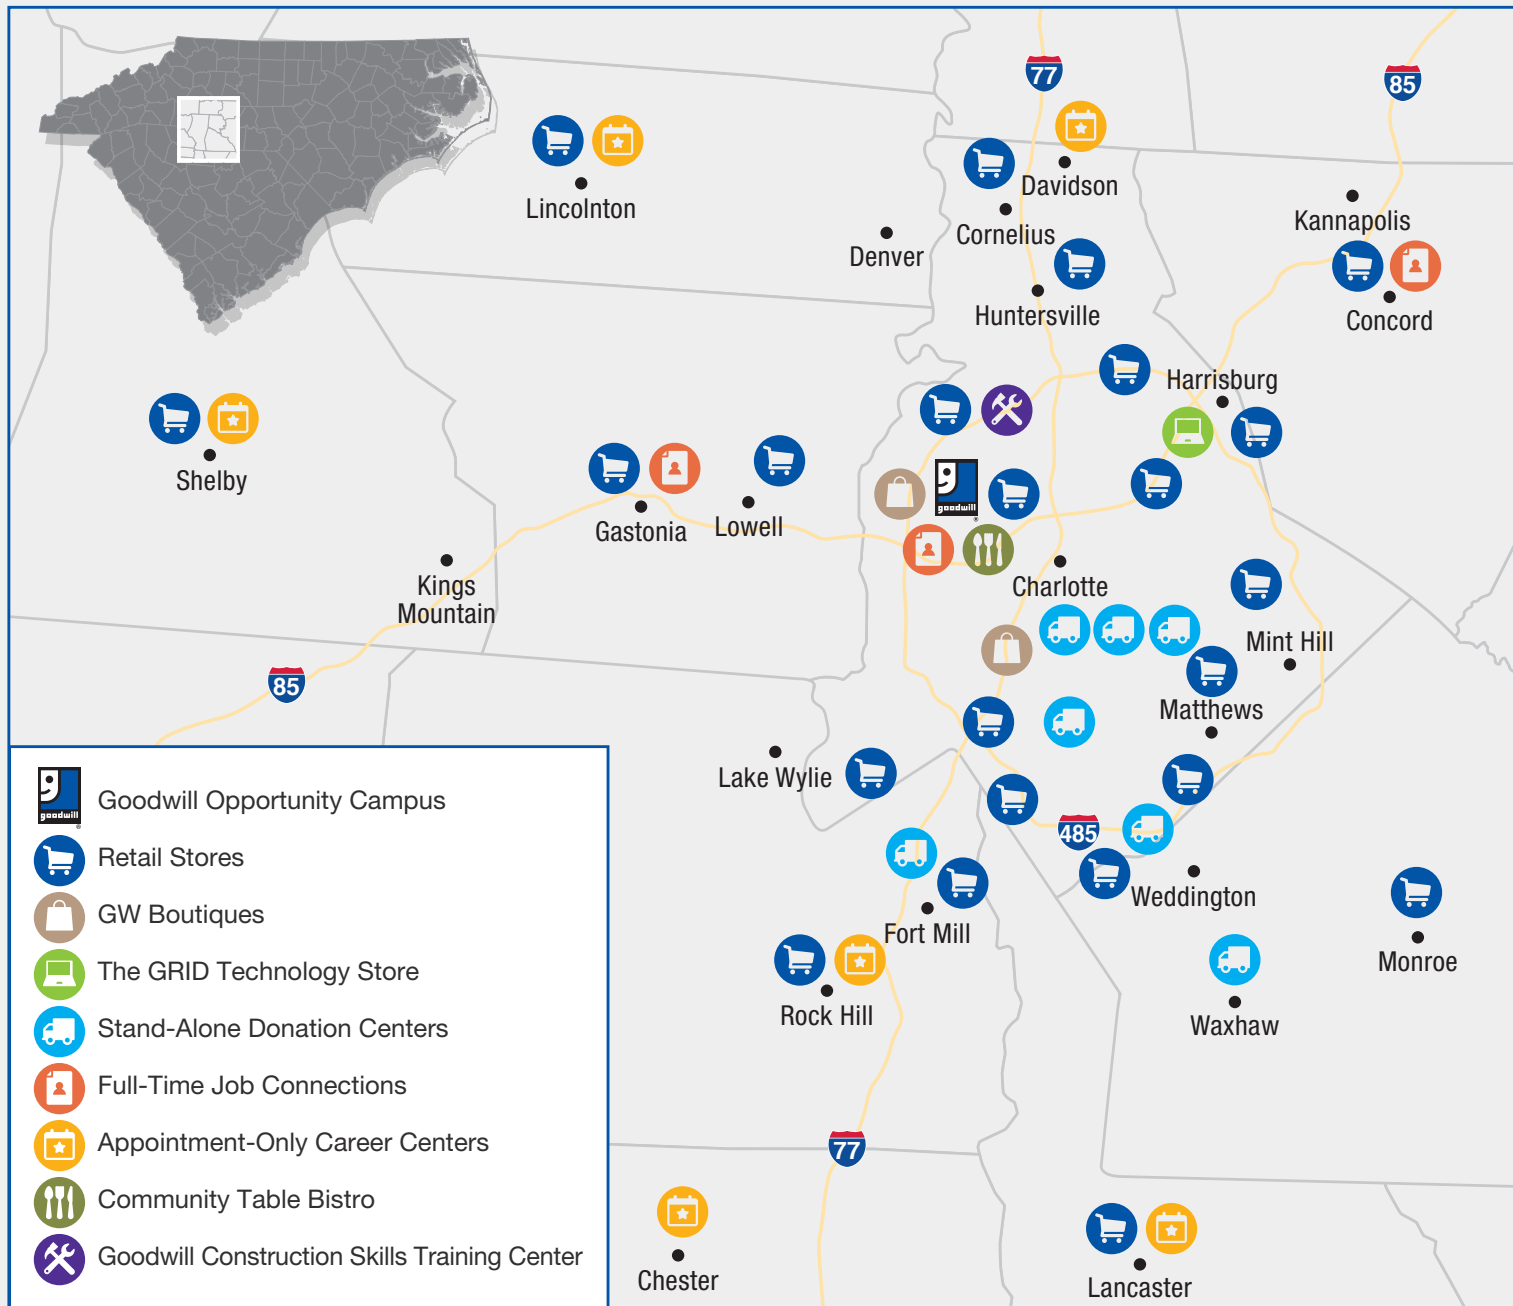 77
85
Lincolnton
Davidson
Cornelius
Kannapolis
Denver
Huntersville
Concord
Harrisburg
Shelby
Gastonia
Lowell
goodwill
®
Kings
Mountain
Charlotte
Mint Hill
85
Matthews
Lake Wylie
485
Weddington
Fort Mill
Monroe
Rock Hill
Waxhaw
77
Chester
Lancaster
goodwill
®
Goodwill Opportunity Campus
Retail Stores
GW Boutiques
The GRID Technology Store
Stand-Alone Donation Centers
Full-Time Job Connections
Appointment-Only Career Centers
Community Table Bistro
Goodwill Construction Skills Training Center